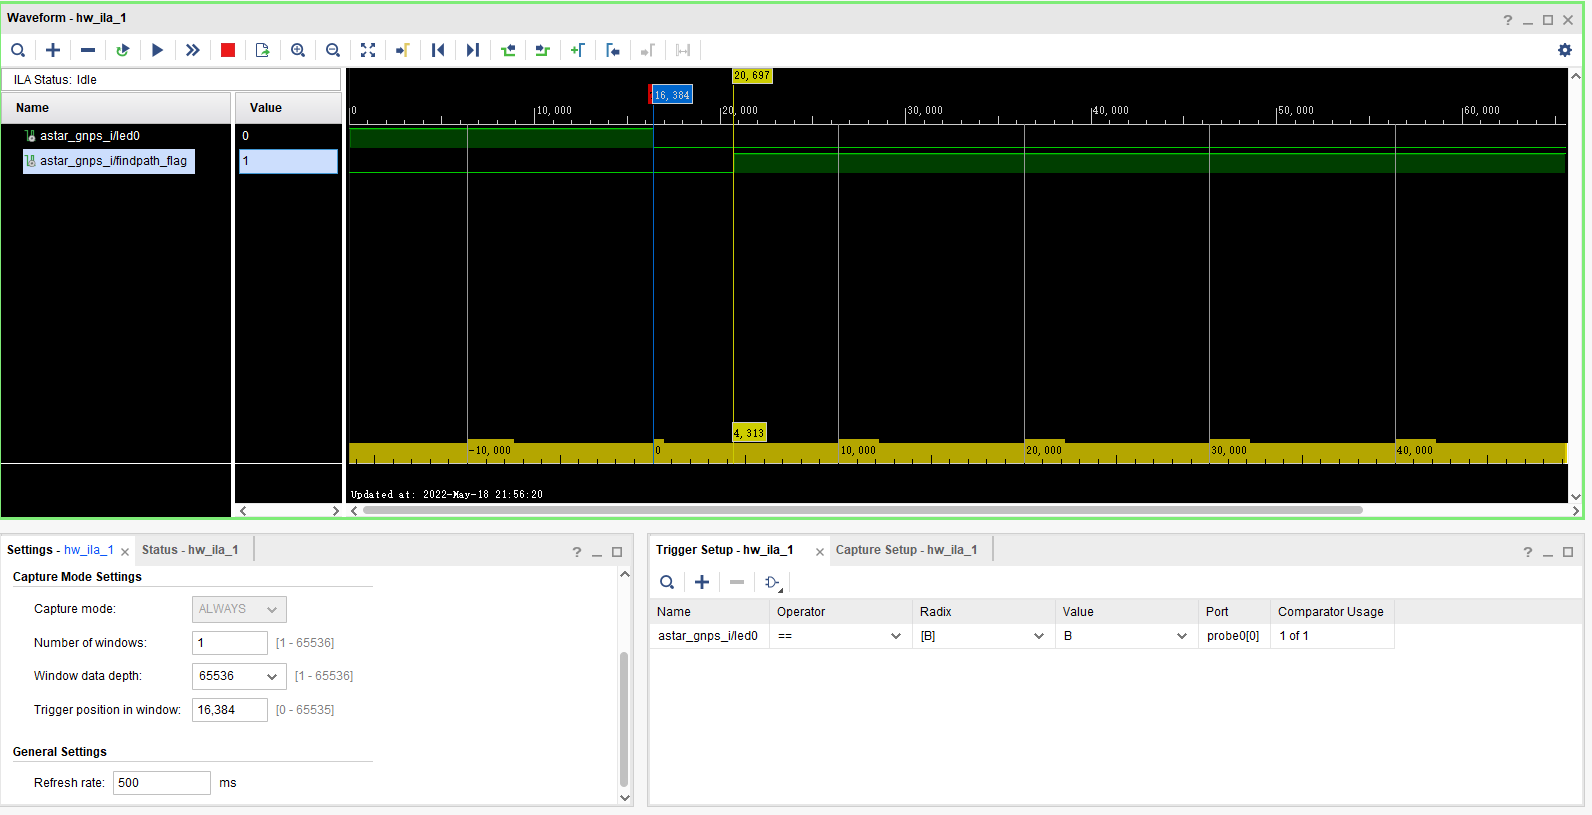 Waveform - hw_ila_1
ILA Status: Idle
Name Value
20,697
16,384
0 10,000 20,000 30,000 40,000 50,000 60,000
astar_gnps_i/led0 0
astar_gnps_i/findpath_flag 1
4,313
-10,000 0 10,000 20,000 30,000 40,000
Updated at: 2022-May-18 21:56:20
Settings - hw_ila_1 Status - hw_ila_1
Capture Mode Settings
Capture mode: ALWAYS
Number of windows: 1 [1 - 65536]
Window data depth: 65536 [1 - 65536]
Trigger position in window: 16,384 [0 - 65535]
General Settings
Refresh rate: 500 ms
Trigger Setup - hw_ila_1 Capture Setup - hw_ila_1
Name Operator Radix Value Port Comparator Usage
astar_gnps_i/led0 == [B] B probe0[0] 1 of 1